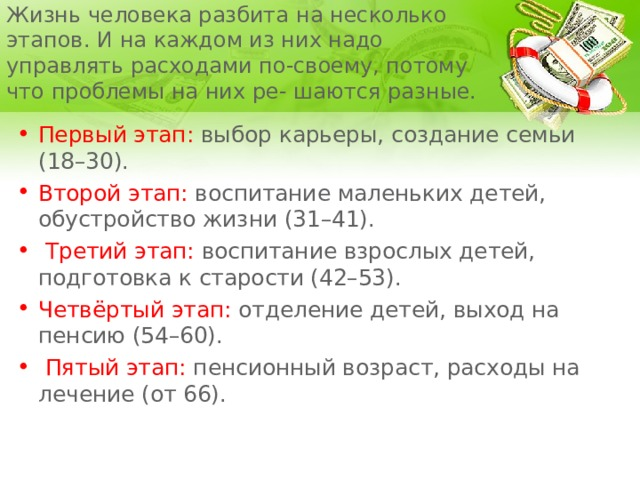 Жизнь человека разбита на несколько
этапов. И на каждом из них надо
управлять расходами по-своему, потому
что проблемы на них ре- шаются разные.
• Первый этап: выбор карьеры, создание семьи
(18–30).
• Второй этап: воспитание маленьких детей,
обустройство жизни (31–41).
• Третий этап: воспитание взрослых детей,
подготовка к старости (42–53).
• Четвёртый этап: отделение детей, выход на
пенсию (54–60).
• Пятый этап: пенсионный возраст, расходы на
лечение (от 66).
100